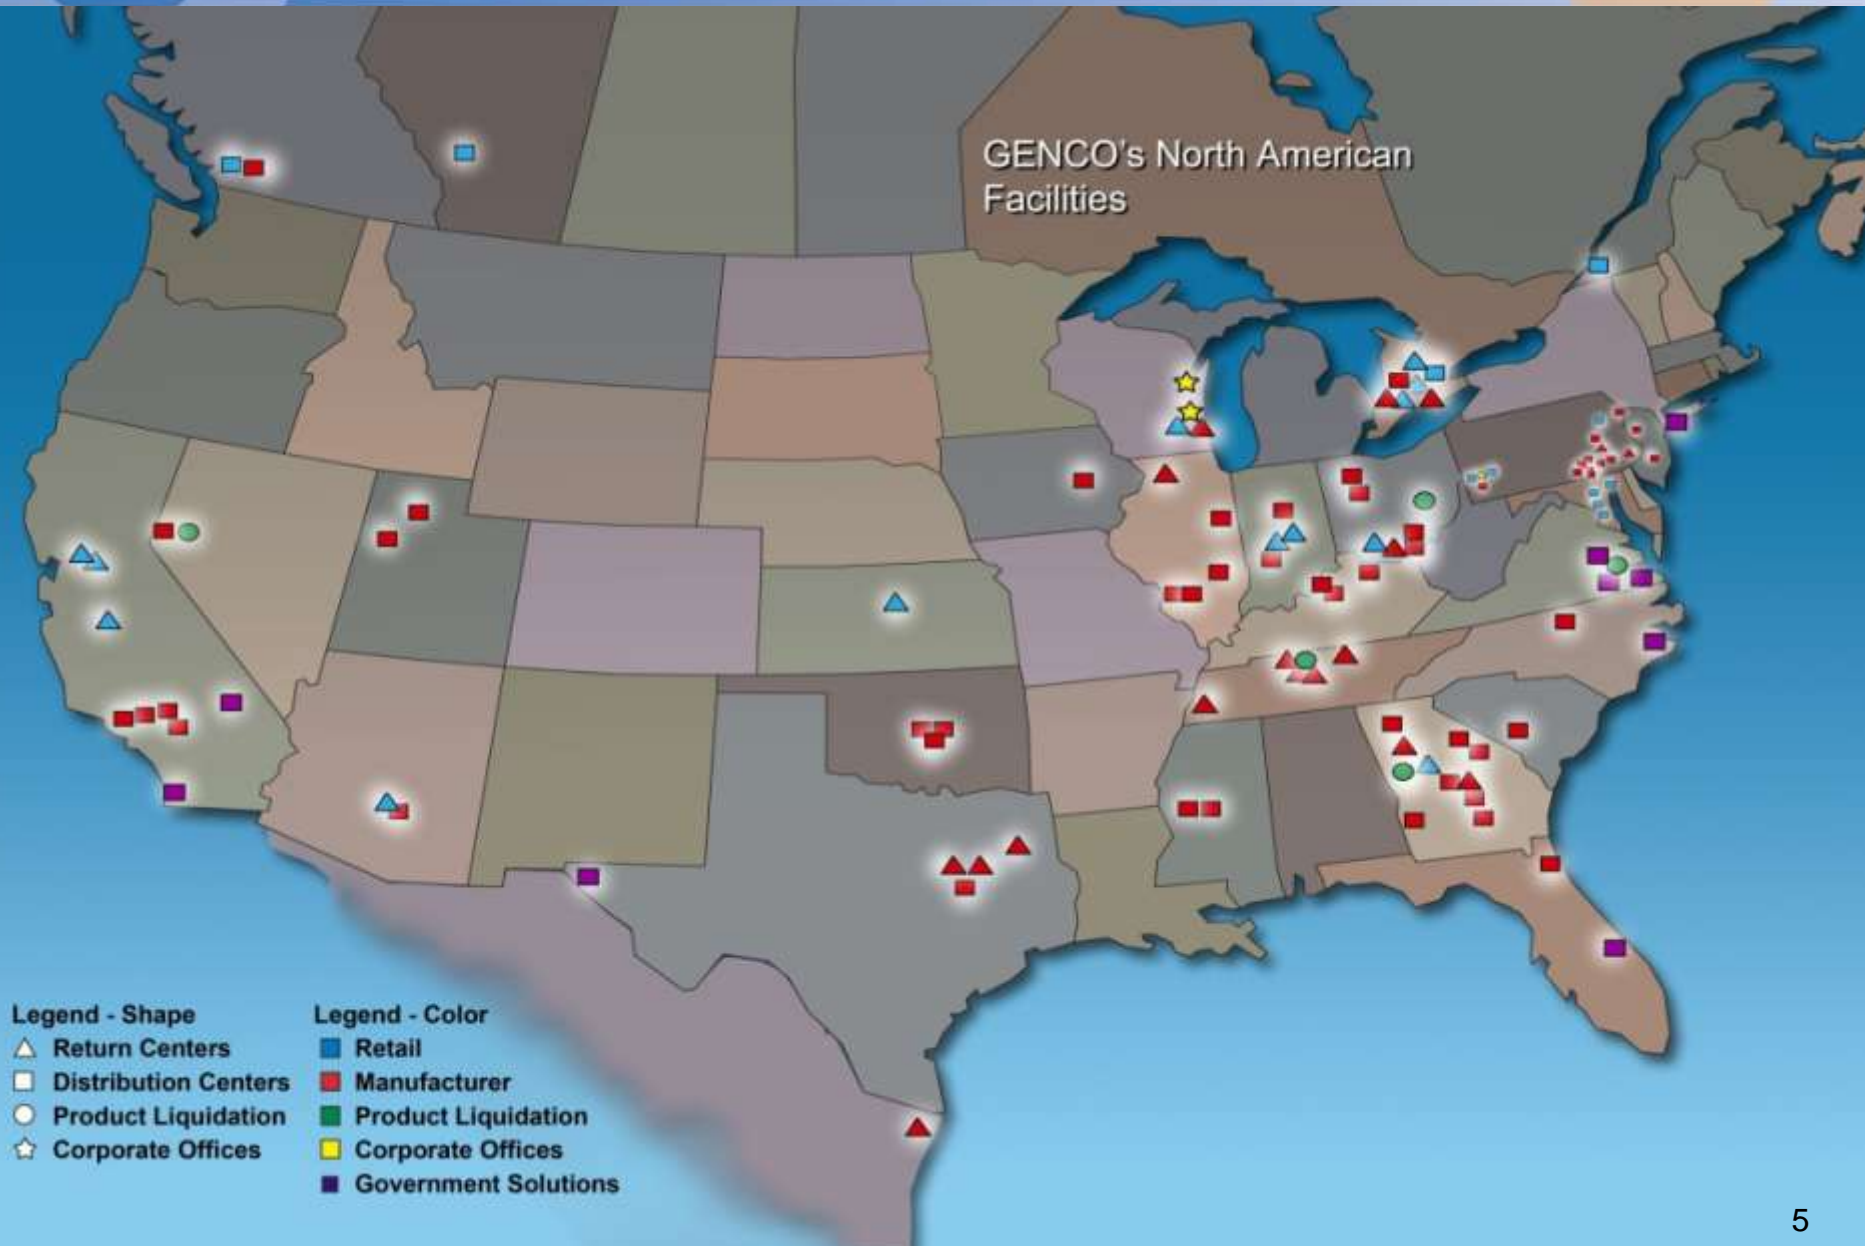 GENCO's North American
Facilities
Legend - Shape
Return Centers
Distribution Centers
Product Liquidation
Corporate Offices
Legend - Color
Retail
Manufacturer
Product Liquidation
Corporate Offices
Government Solutions
5